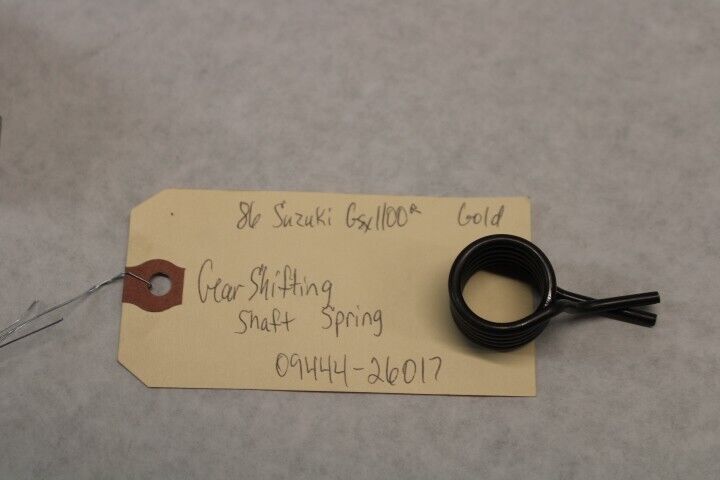 86 Suzuki Gsx1100R Gold
Gear Shifting
Shaft Spring
09444-26017